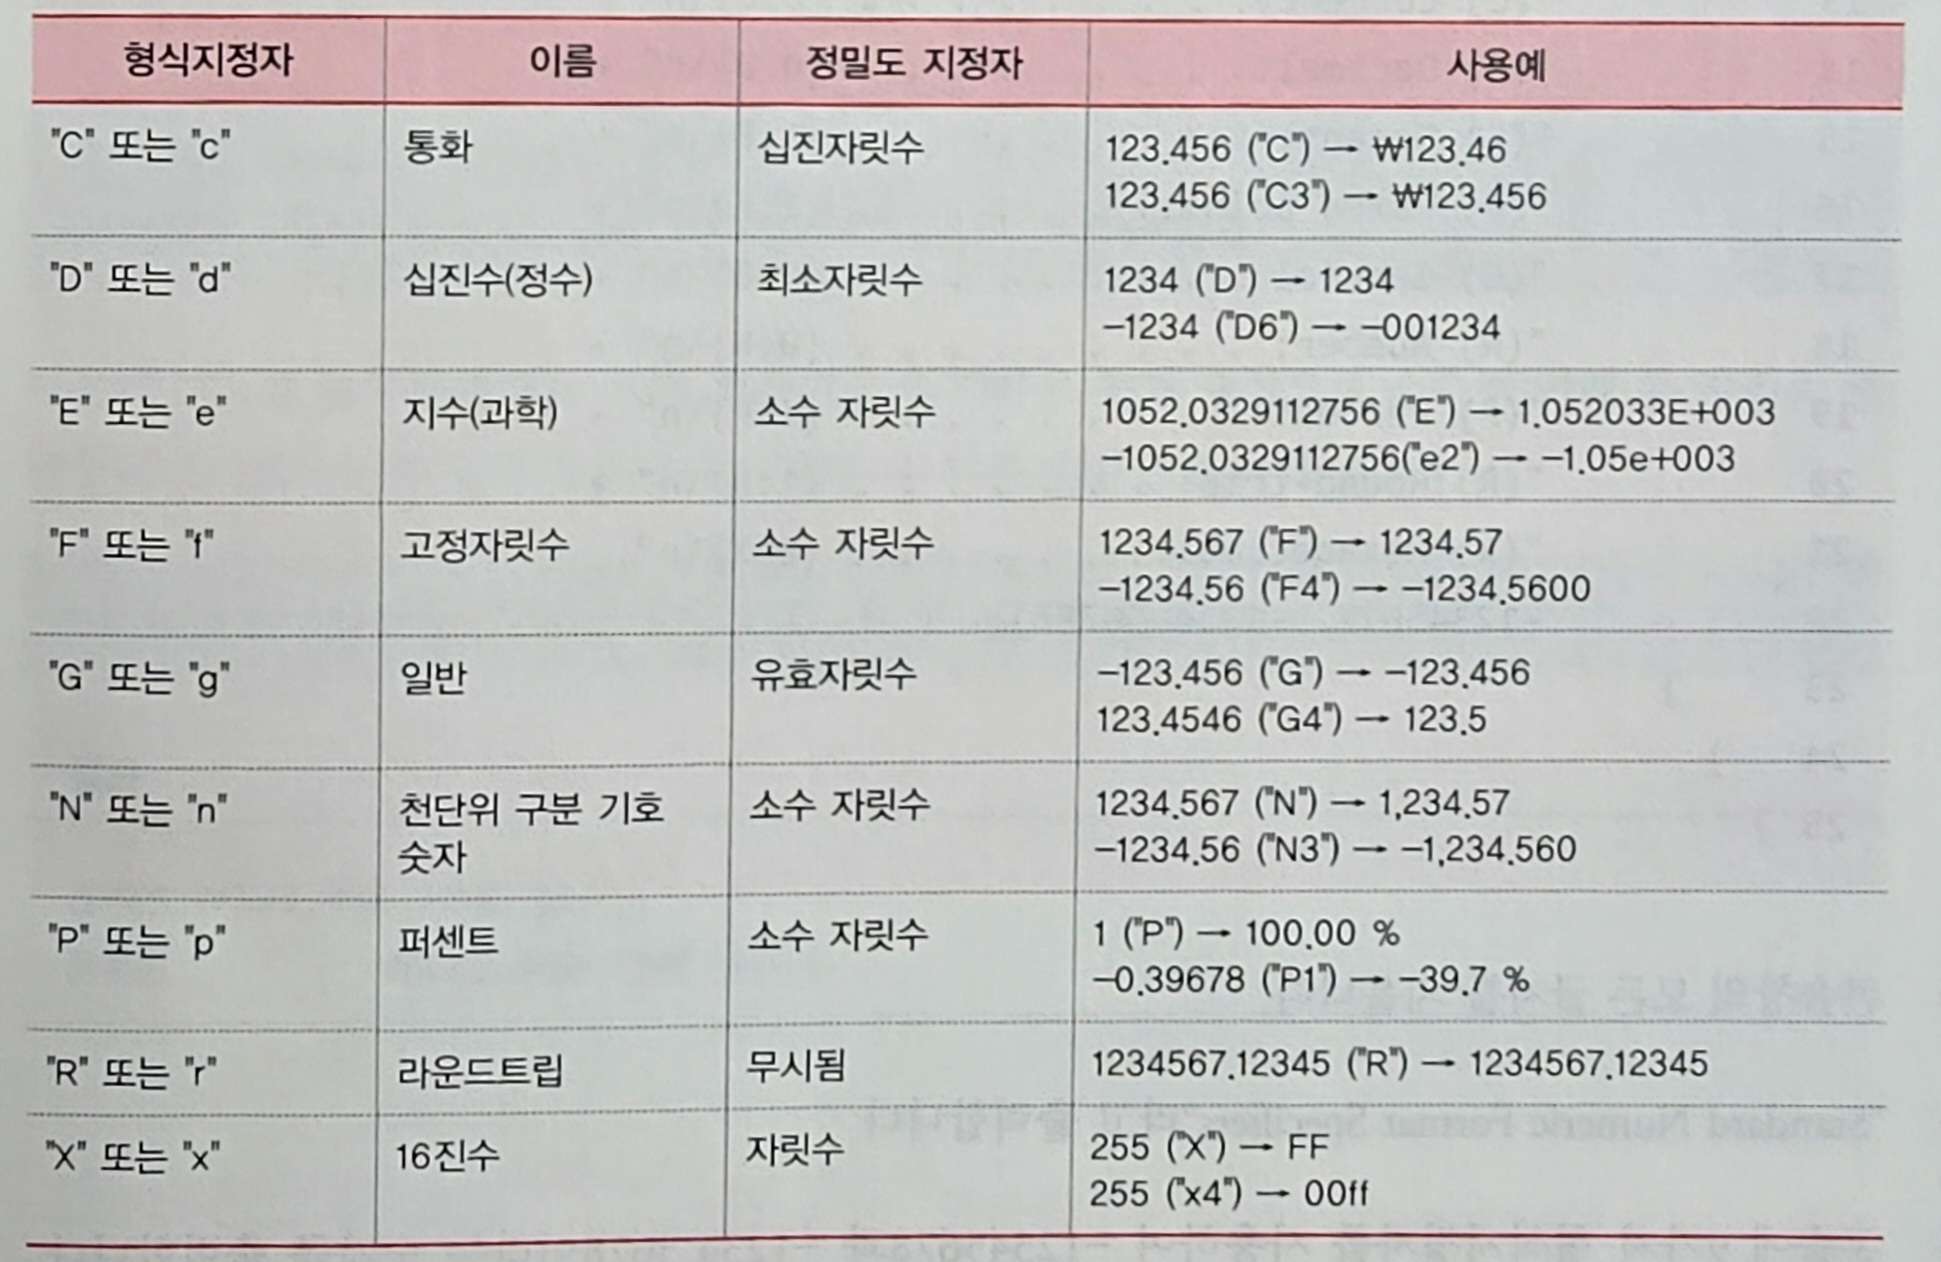 형식지정자 이름 정밀도 지정자 사용예
"C" 또는 "c" 통화 십진자릿수 123.456 ("C") → ₩123.46
123.456 ("C3") → ₩123.456
"D" 또는 "d" 십진수(정수) 최소자릿수 1234 ("D") → 1234
–1234 ("D6") → –001234
"E" 또는 "e" 지수(과학) 소수 자릿수 1052.0329112756 ("E") → 1.052033E+003
–1052.0329112756("e2") → –1.05e+003
"F" 또는 "f" 고정자릿수 소수 자릿수 1234.567 ("F") → 1234.57
–1234.56 ("F4") → –1234.5600
"G" 또는 "g" 일반 유효자릿수 –123.456 ("G") → –123.456
123.4546 ("G4") → 123.5
"N" 또는 "n" 천단위 구분 기호 소수 자릿수 1234.567 ("N") → 1,234.57
숫자 –1234.56 ("N3") → –1,234.560
"P" 또는 "p" 퍼센트 소수 자릿수 1 ("P") → 100.00 %
–0.39678 ("P1") → –39.7 %
"R" 또는 "r" 라운드트립 무시됨 1234567.12345 ("R") → 1234567.12345
"X" 또는 "x" 16진수 자릿수 255 ("X") → FF
255 ("x4") → 00ff